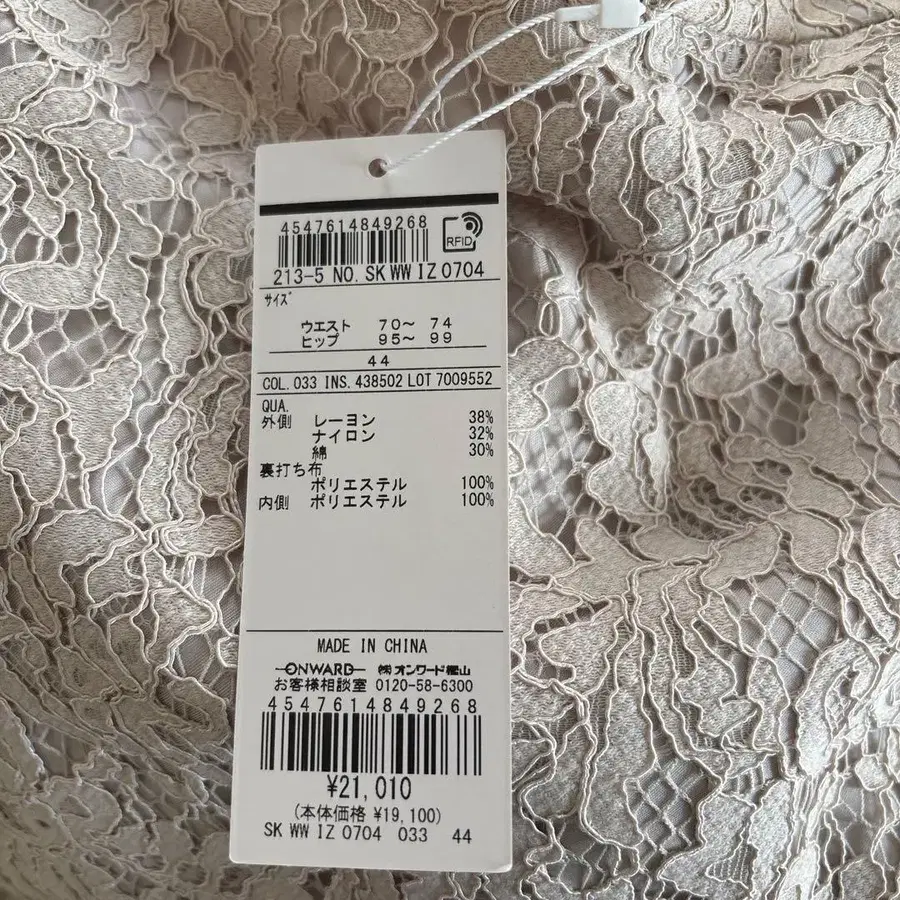 4547614849268
RFID
213-5 NO. SK WW IZ 0704
サイズ
ウエスト 70～ 74
ヒップ 95～ 99
44
COL. 033 INS. 438502 LOT 7009552
QUA.
外側 レーヨン 38%
ナイロン 32%
綿 30%
裏打ち布
ポリエステル 100%
内側 ポリエステル 100%
MADE IN CHINA
ONWARD ㈱オンワード樫山
お客様相談室 0120-58-6300
4547614849268
¥21,010
(本体価格 ¥19,100)
SK WW IZ 0704 033 44